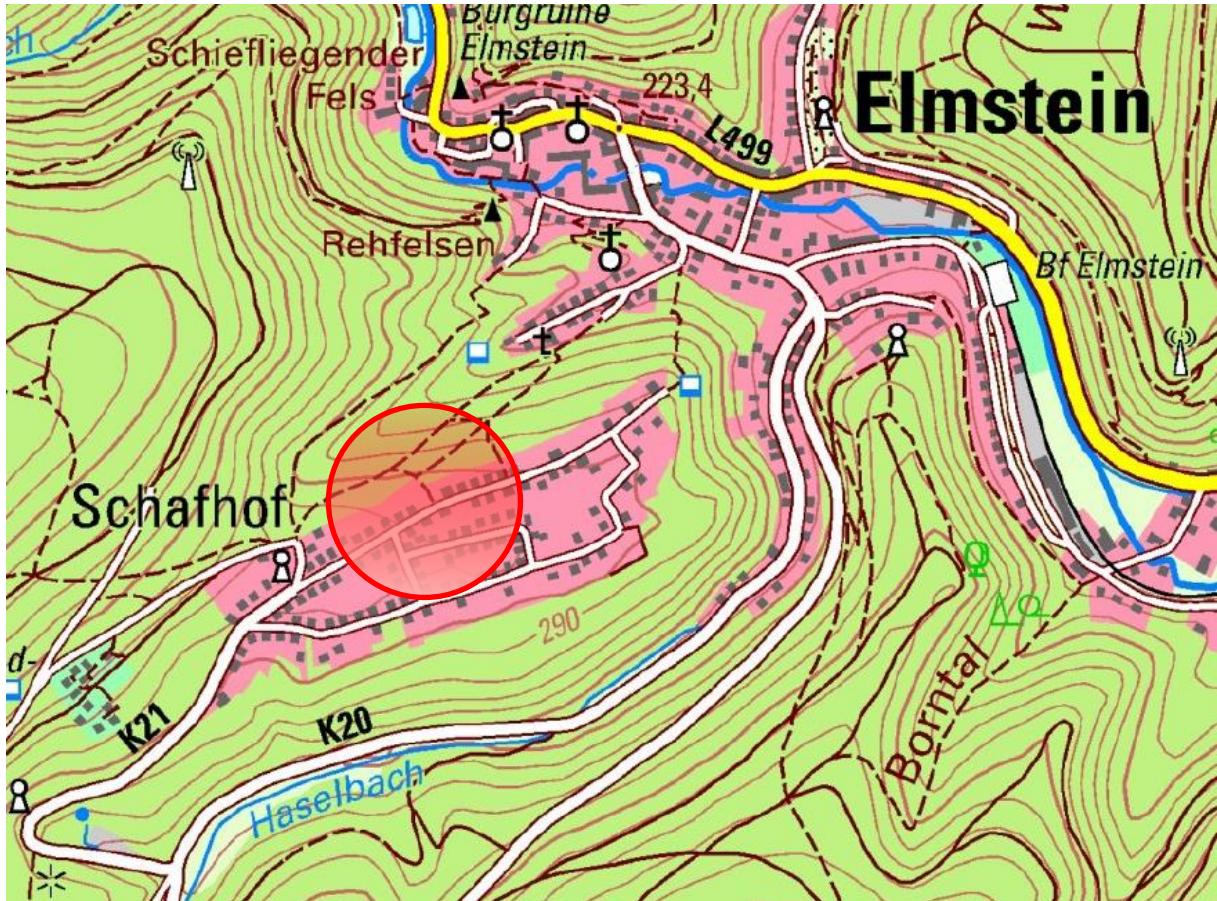 Burgruine
Elmstein
Schiefliegender
Fels
223,4
Elmstein
L499
Rehfelsen
Bf Elmstein
Schafhof
290
d-
K21
K20
Haselbach
Borntal